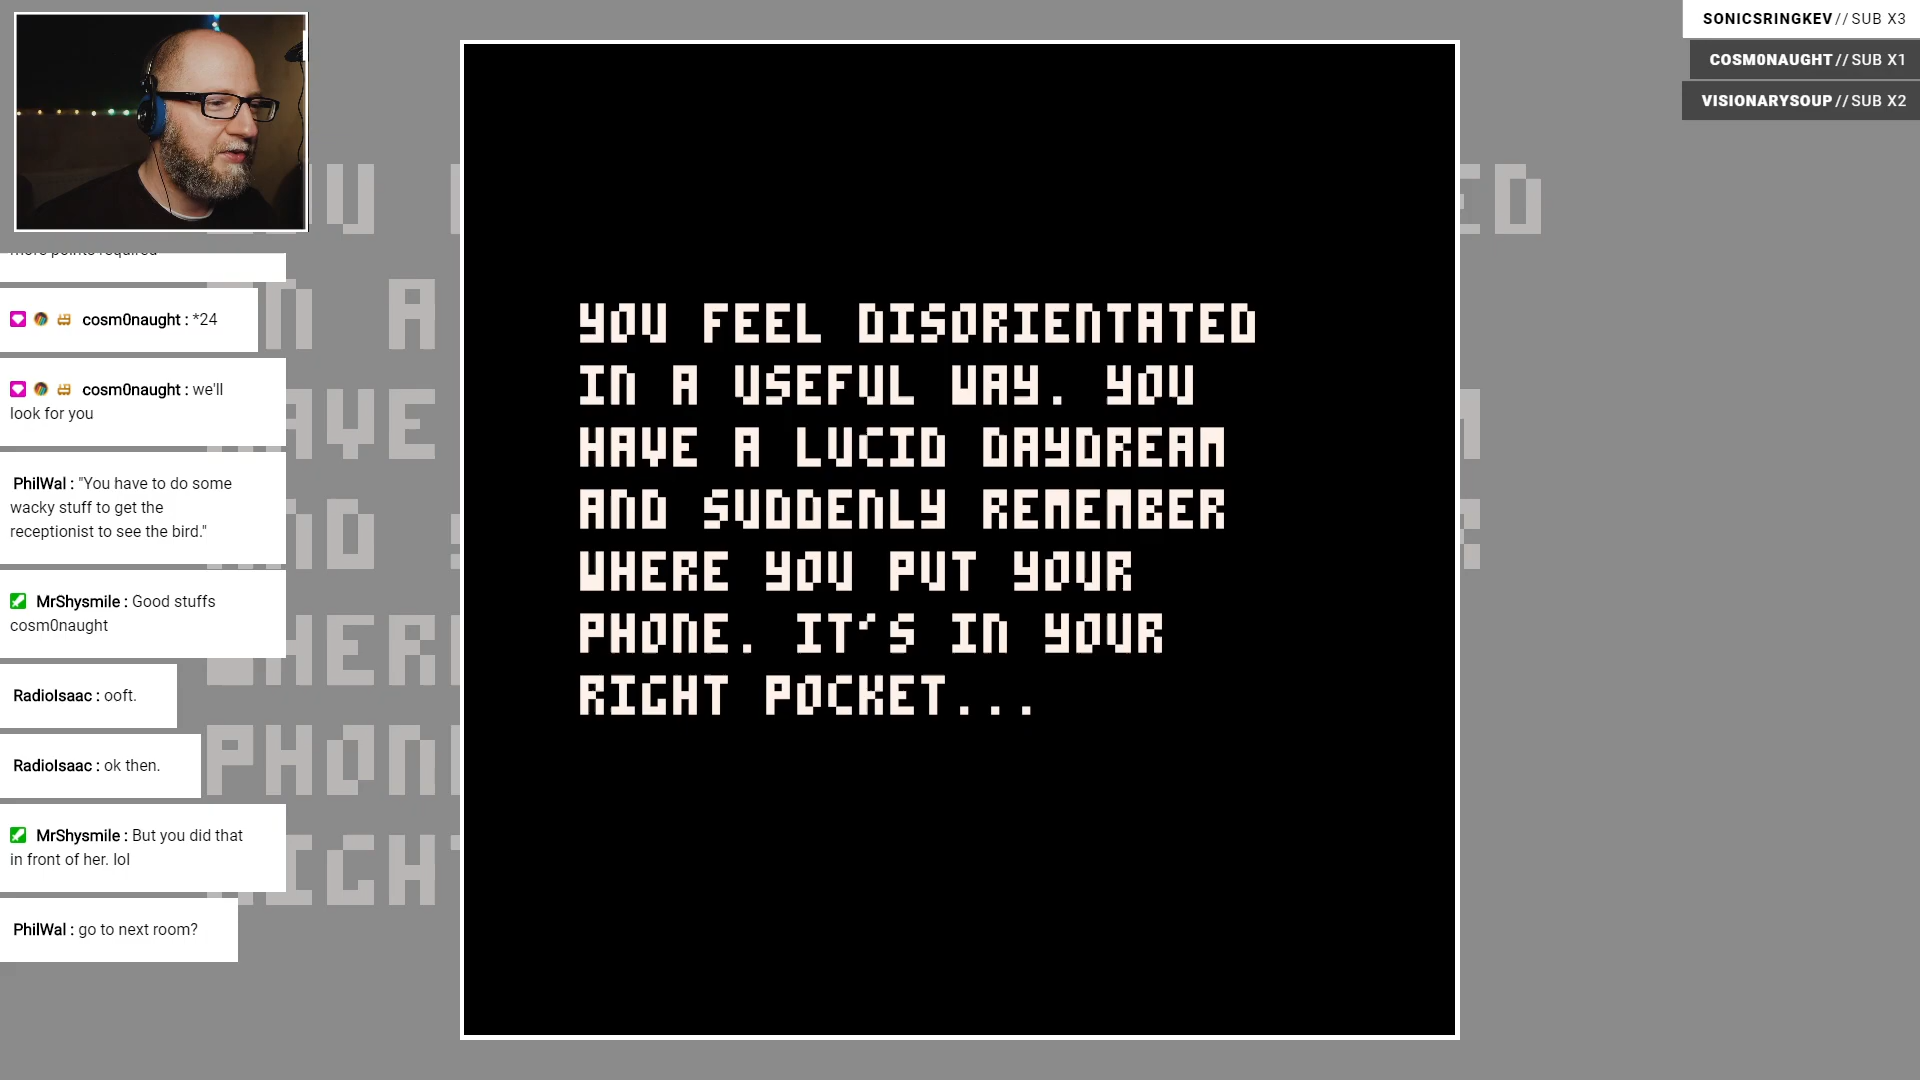 SONICSRINGKEV // SUB X3
COSM0NAUGHT // SUB X1
VISIONARYSOUP // SUB X2
more points required
cosm0naught : *24
cosm0naught : we'll
look for you
PhilWal : "You have to do some
wacky stuff to get the
receptionist to see the bird."
MrShysmile : Good stuffs
cosm0naught
RadioIsaac : ooft.
RadioIsaac : ok then.
MrShysmile : But you did that
in front of her. lol
PhilWal : go to next room?
YOU FEEL DISORIENTATED
IN A USEFUL WAY. YOU
HAVE A LUCID DAYDREAM
AND SUDDENLY REMEMBER
WHERE YOU PUT YOUR
PHONE. IT'S IN YOUR
RIGHT POCKET...